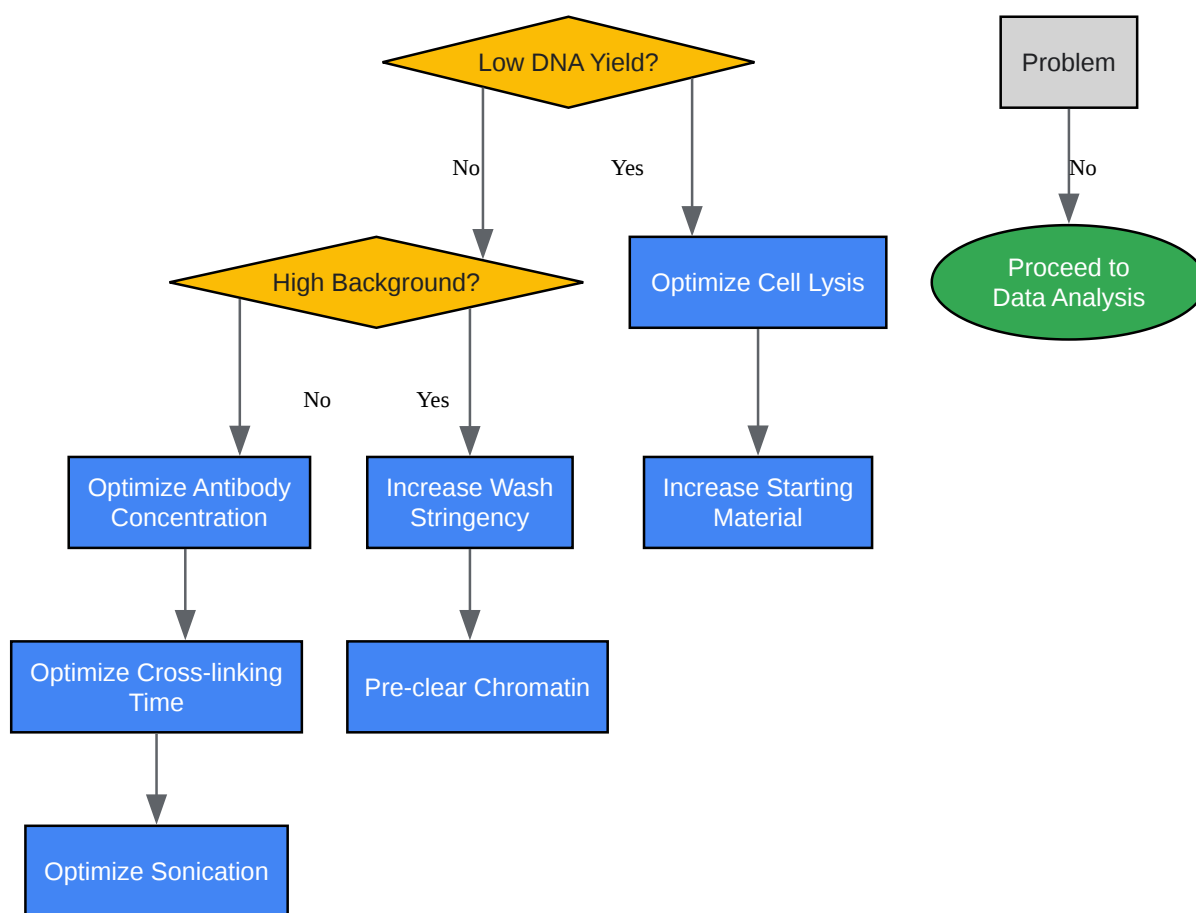 Low DNA Yield?
Problem
No
Yes
No
High Background?
Optimize Cell Lysis
Proceed to
Data Analysis
No
Yes
Optimize Antibody
Concentration
Increase Wash
Stringency
Increase Starting
Material
Optimize Cross-linking
Time
Pre-clear Chromatin
Optimize Sonication